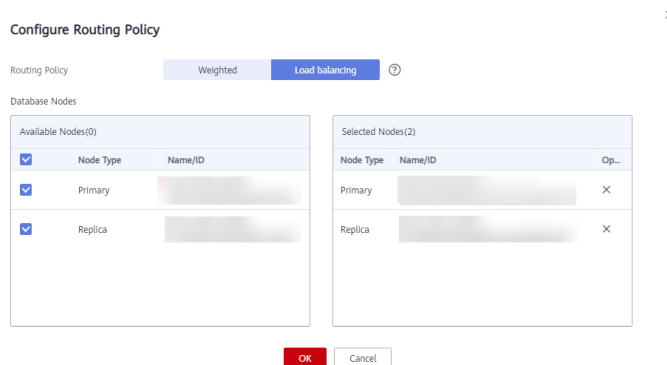 Configure Routing Policy
Routing Policy
Weighted
Load balancing
?
Database Nodes
Available Nodes(0)
Node Type Name/ID
Primary
Replica
Selected Nodes(2)
Node Type Name/ID Op...
Primary
Replica
OK
Cancel